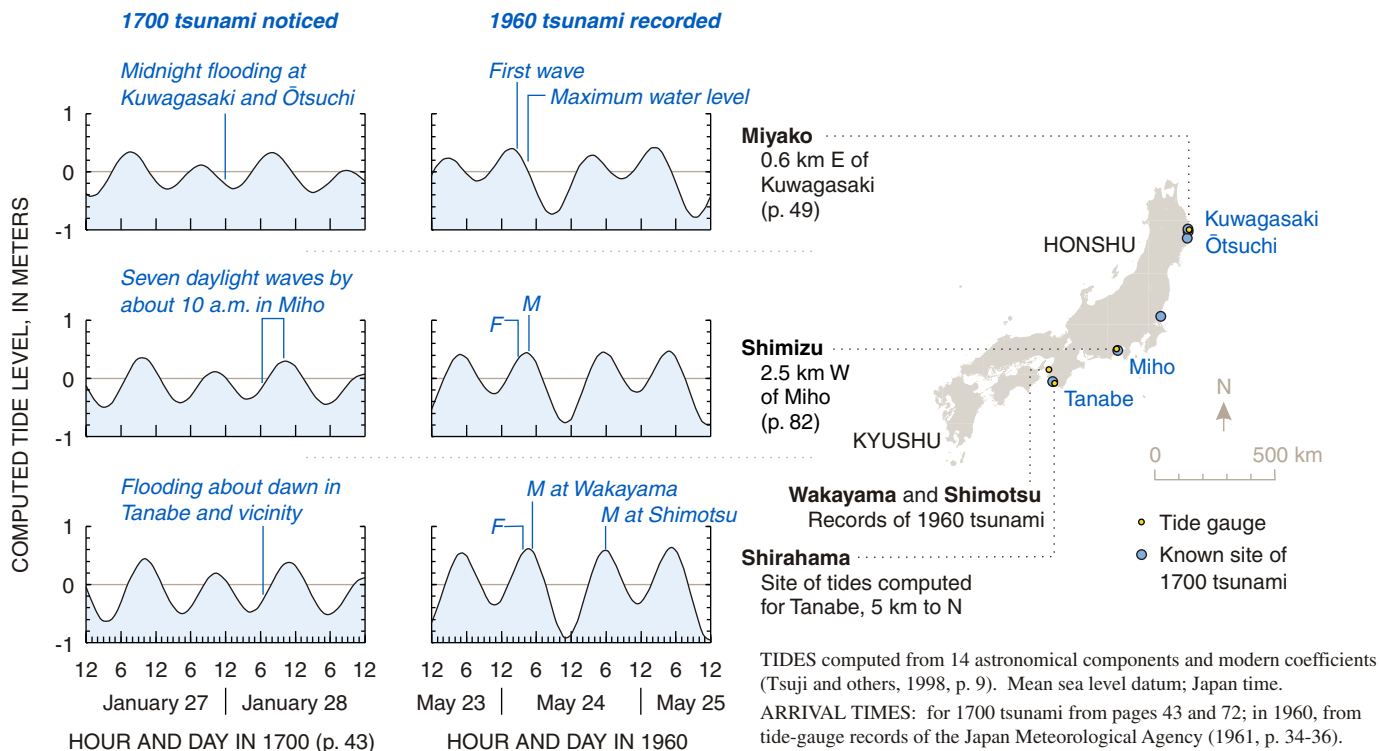 1700 tsunami noticed
1960 tsunami recorded
COMPUTED TIDE LEVEL, IN METERS
Midnight flooding at
Kuwagasaki and Ōtsuchi
First wave
Maximum water level
1
0
-1
Seven daylight waves by
about 10 a.m. in Miho
F
M
1
0
-1
Flooding about dawn in
Tanabe and vicinity
F
M at Wakayama
M at Shimotsu
1
0
-1
12 6 12 6 12 6 12 6 12
January 27 January 28
HOUR AND DAY IN 1700 (p. 43)
12 6 12 6 12 6 12 6 12
May 23 May 24 May 25
HOUR AND DAY IN 1960
Miyako
0.6 km E of
Kuwagasaki
(p. 49)
Shimizu
2.5 km W
of Miho
(p. 82)
Wakayama and Shimotsu
Records of 1960 tsunami
Shirahama
Site of tides computed
for Tanabe, 5 km to N
HONSHU
Kuwagasaki
Ōtsuchi
Miho
Tanabe
KYUSHU
N
0 500 km
Tide gauge
Known site of
1700 tsunami
TIDES computed from 14 astronomical components and modern coefficients
(Tsuji and others, 1998, p. 9). Mean sea level datum; Japan time.
ARRIVAL TIMES: for 1700 tsunami from pages 43 and 72; in 1960, from
tide-gauge records of the Japan Meteorological Agency (1961, p. 34-36).